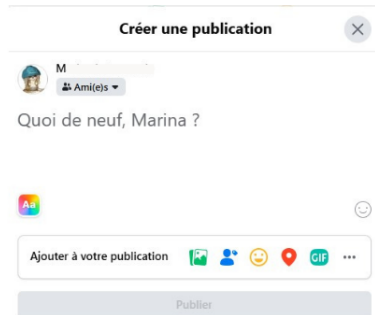 Créer une publication
M
Ami(e)s
Quoi de neuf, Marina ?
Aa
Ajouter à votre publication GIF
Publier